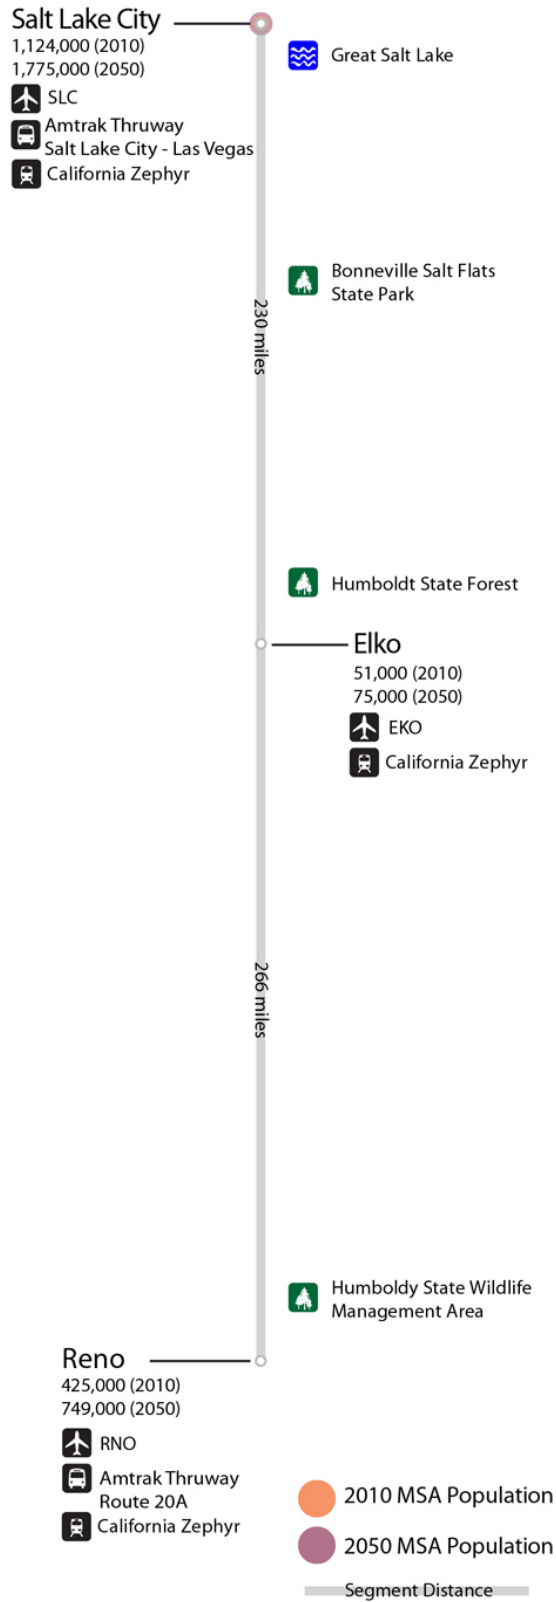 Salt Lake City
1,124,000 (2010)
1,775,000 (2050)
SLC
Amtrak Thruway
Salt Lake City - Las Vegas
California Zephyr
Great Salt Lake
Bonneville Salt Flats
State Park
230 miles
Humboldt State Forest
Elko
51,000 (2010)
75,000 (2050)
EKO
California Zephyr
266 miles
Humboldy State Wildlife
Management Area
Reno
425,000 (2010)
749,000 (2050)
RNO
Amtrak Thruway
Route 20A
California Zephyr
2010 MSA Population
2050 MSA Population
Segment Distance